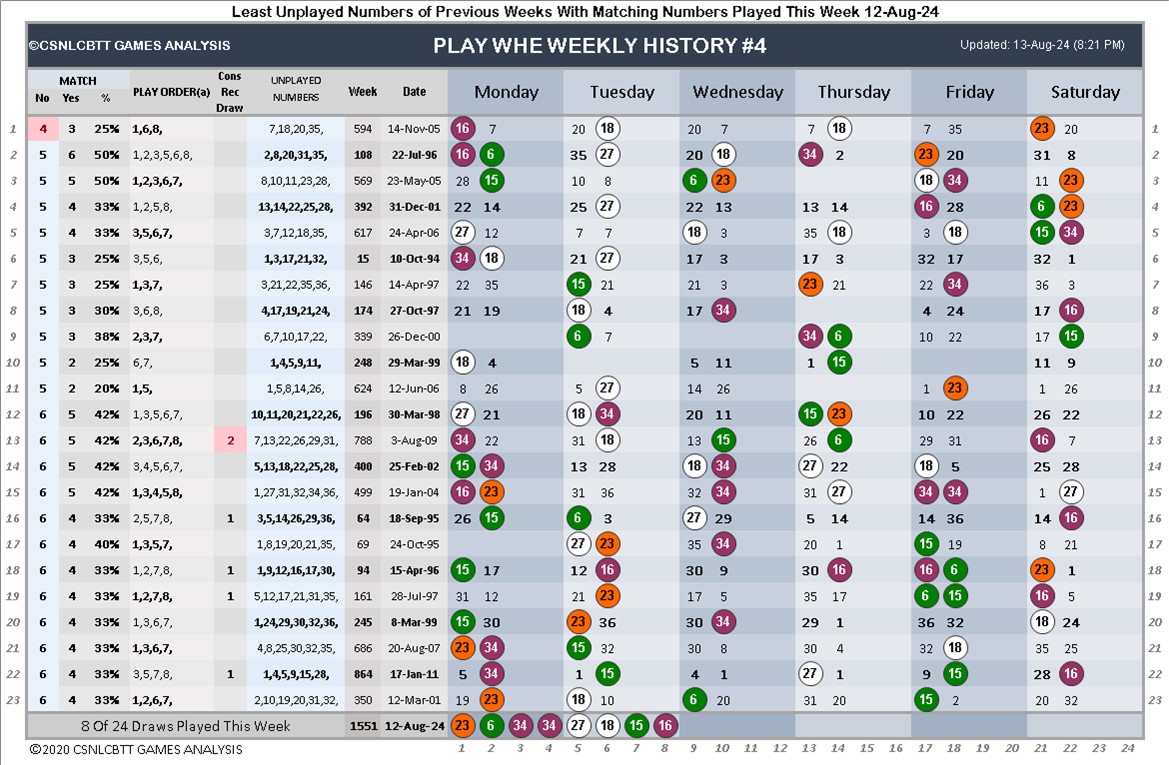 Least Unplayed Numbers of Previous Weeks With Matching Numbers Played This Week 12-Aug-24
©CSNLCBTT GAMES ANALYSIS PLAY WHE WEEKLY HISTORY #4 Updated: 13-Aug-24 (8:21 PM)
MATCH PLAY ORDER(a) Cons Rec Draw UNPLAYED NUMBERS Week Date Monday Tuesday Wednesday Thursday Friday Saturday
No Yes %
1 4 3 25% 1,6,8, 7,18,20,35, 594 14-Nov-05 16 7 20 18 20 7 7 18 7 35 23 20 1
2 5 6 50% 1,2,3,5,6,8, 2,8,20,31,35, 108 22-Jul-96 16 6 35 27 20 18 34 2 23 20 31 8 2
3 5 5 50% 1,2,3,6,7, 8,10,11,23,28, 569 23-May-05 28 15 10 8 6 23 18 34 11 23 3
4 5 4 33% 1,2,5,8, 13,14,22,25,28, 392 31-Dec-01 22 14 25 27 22 13 13 14 16 28 6 23 4
5 5 4 33% 3,5,6,7, 3,7,12,18,35, 617 24-Apr-06 27 12 7 7 18 3 35 18 3 18 15 34 5
6 5 3 25% 3,5,6, 1,3,17,21,32, 15 10-Oct-94 34 18 21 27 17 3 17 3 32 17 32 1 6
7 5 3 25% 1,3,7, 3,21,22,35,36, 146 14-Apr-97 22 35 15 21 21 3 23 21 22 34 36 3 7
8 5 3 30% 3,6,8, 4,17,19,21,24, 174 27-Oct-97 21 19 18 4 17 34 4 24 17 16 8
9 5 3 38% 2,3,7, 6,7,10,17,22, 339 26-Dec-00 6 7 34 6 10 22 17 15 9
10 5 2 25% 6,7, 1,4,5,9,11, 248 29-Mar-99 18 4 5 11 1 15 11 9 10
11 5 2 20% 1,5, 1,5,8,14,26, 624 12-Jun-06 8 26 5 27 14 26 1 23 1 26 11
12 6 5 42% 1,3,5,6,7, 10,11,20,21,22,26, 196 30-Mar-98 27 21 18 34 20 11 15 23 10 22 26 22 12
13 6 5 42% 2,3,6,7,8, 2 7,13,22,26,29,31, 788 3-Aug-09 34 22 31 18 13 15 26 6 29 31 16 7 13
14 6 5 42% 3,4,5,6,7, 5,13,18,22,25,28, 400 25-Feb-02 15 34 13 28 18 34 27 22 18 5 25 28 14
15 6 5 42% 1,3,4,5,8, 1,27,31,32,34,36, 499 19-Jan-04 16 23 31 36 32 34 31 27 34 34 1 27 15
16 6 4 33% 2,5,7,8, 1 3,5,14,26,29,36, 64 18-Sep-95 26 15 6 3 27 29 5 14 14 36 14 16 16
17 6 4 40% 1,3,5,7, 1,8,19,20,21,35, 69 24-Oct-95 27 23 35 34 20 1 15 19 8 21 17
18 6 4 33% 1,2,7,8, 1 1,9,12,16,17,30, 94 15-Apr-96 15 17 12 16 30 9 30 16 16 6 23 1 18
19 6 4 33% 1,2,7,8, 1 5,12,17,21,31,35, 161 28-Jul-97 31 12 21 23 17 5 35 17 6 15 16 5 19
20 6 4 33% 1,3,6,7, 1,24,29,30,32,36, 245 8-Mar-99 15 30 23 36 30 34 29 1 36 32 18 24 20
21 6 4 33% 1,3,6,7, 4,8,25,30,32,35, 686 20-Aug-07 23 34 15 32 30 8 30 4 32 18 35 25 21
22 6 4 33% 3,5,7,8, 1 1,4,5,9,15,28, 864 17-Jan-11 5 34 1 15 4 1 27 1 9 15 28 16 22
23 6 4 33% 1,2,6,7, 2,10,19,20,31,32, 350 12-Mar-01 19 23 18 10 6 20 31 20 15 2 20 32 23
8 Of 24 Draws Played This Week 1551 12-Aug-24 23 6 34 34 27 18 15 16
©2020 CSNLCBTT GAMES ANALYSIS 1 2 3 4 5 6 7 8 9 10 11 12 13 14 15 16 17 18 19 20 21 22 23 24